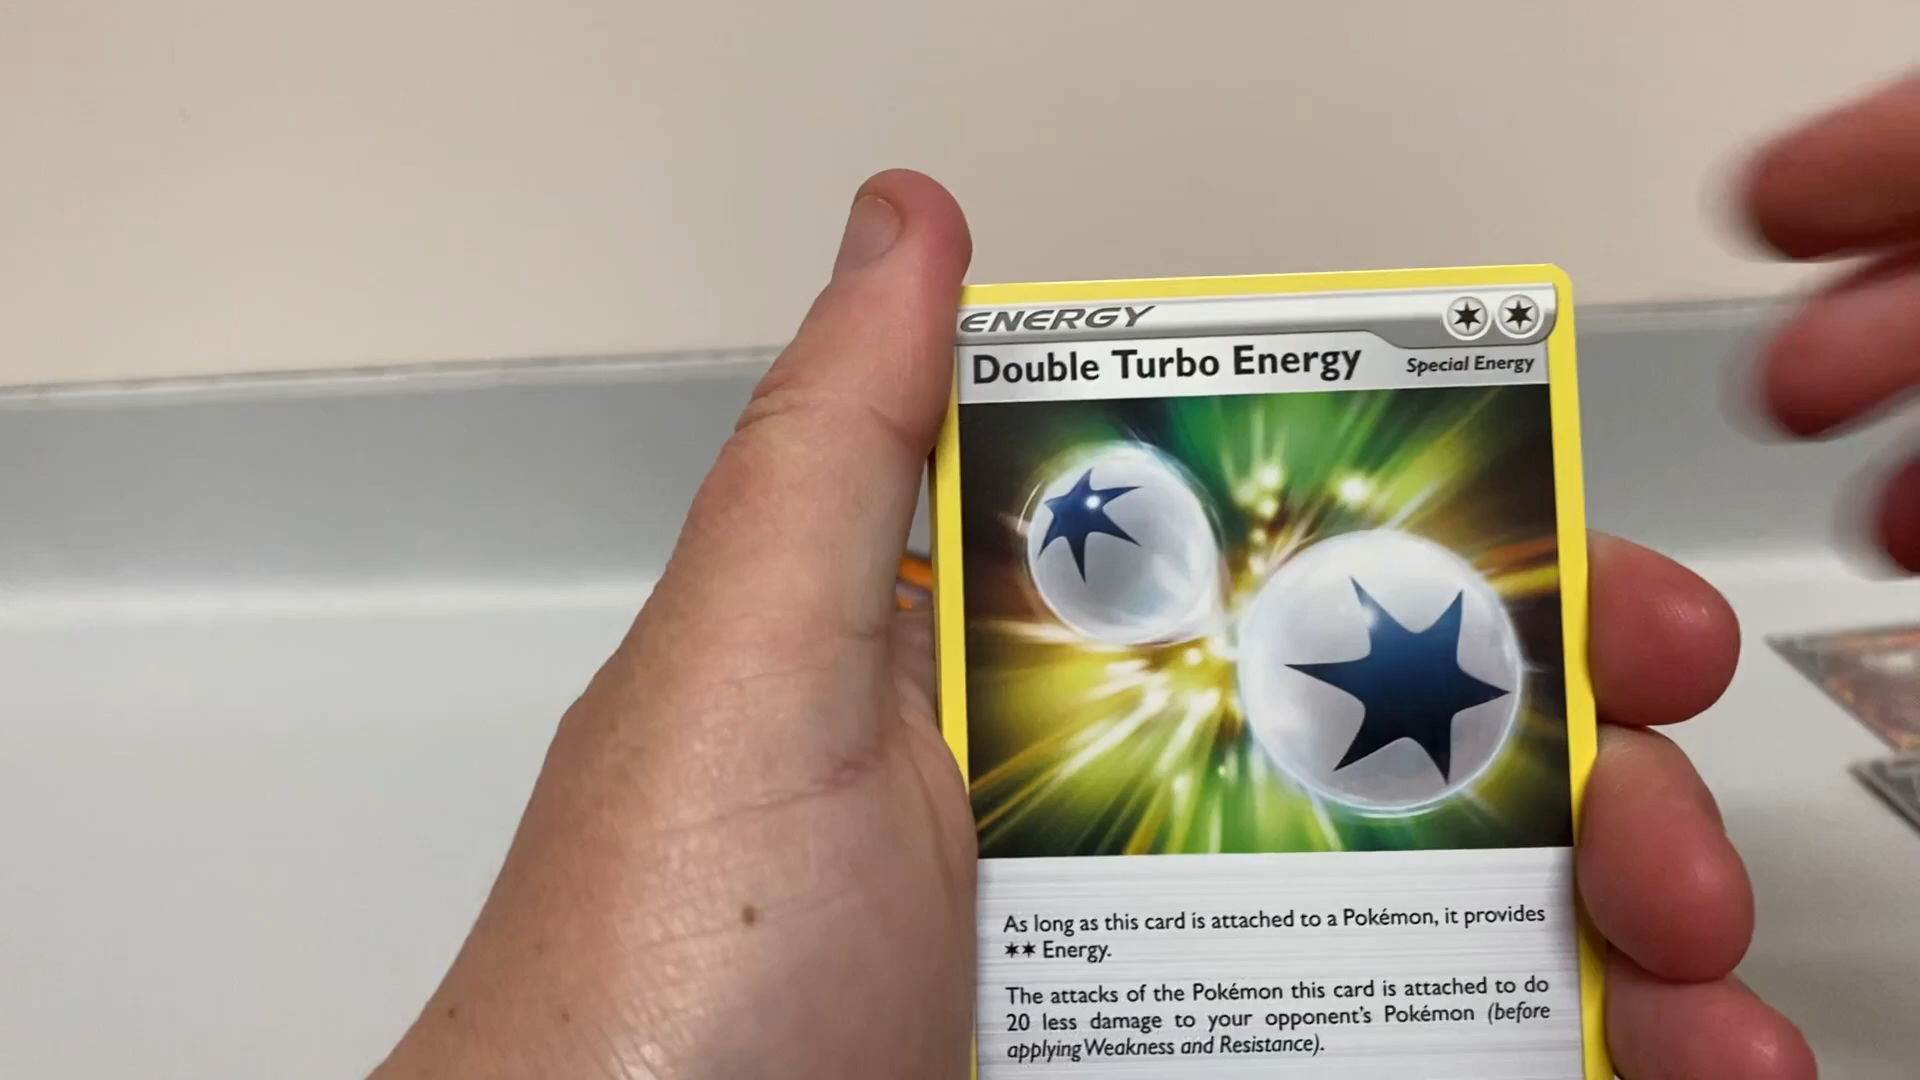 ENERGY
Double Turbo Energy
Special Energy
As long as this card is attached to a Pokémon, it provides
✶✶ Energy.
The attacks of the Pokémon this card is attached to do
20 less damage to your opponent's Pokémon (before
applying Weakness and Resistance).